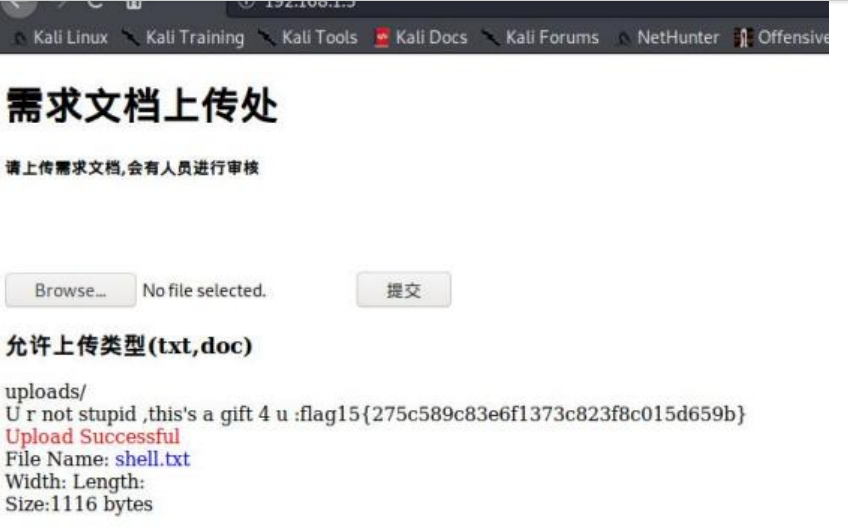 192.168.1.5
Kali Linux Kali Training Kali Tools Kali Docs Kali Forums NetHunter Offensive
需求文档上传处
请上传需求文档,会有人员进行审核
Browse… No file selected. 提交
允许上传类型(txt,doc)
uploads/
U r not stupid ,this's a gift 4 u :flag15{275c589c83e6f1373c823f8c015d659b}
Upload Successful
File Name: shell.txt
Width: Length:
Size:1116 bytes